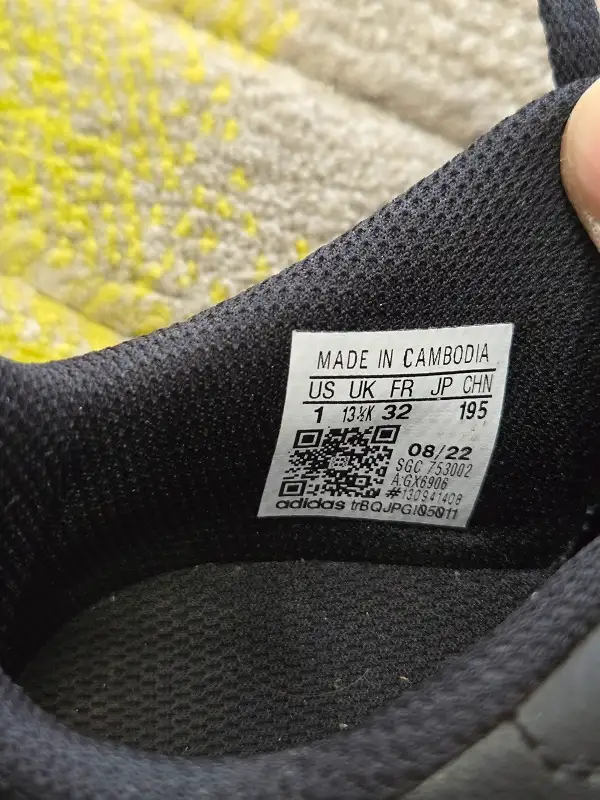 MADE IN CAMBODIA
US UK FR JP CHN
1 13½K 32 195
08/22
SGC 753002
A:GX6906
#130941408
adidas trBQJPGI05011